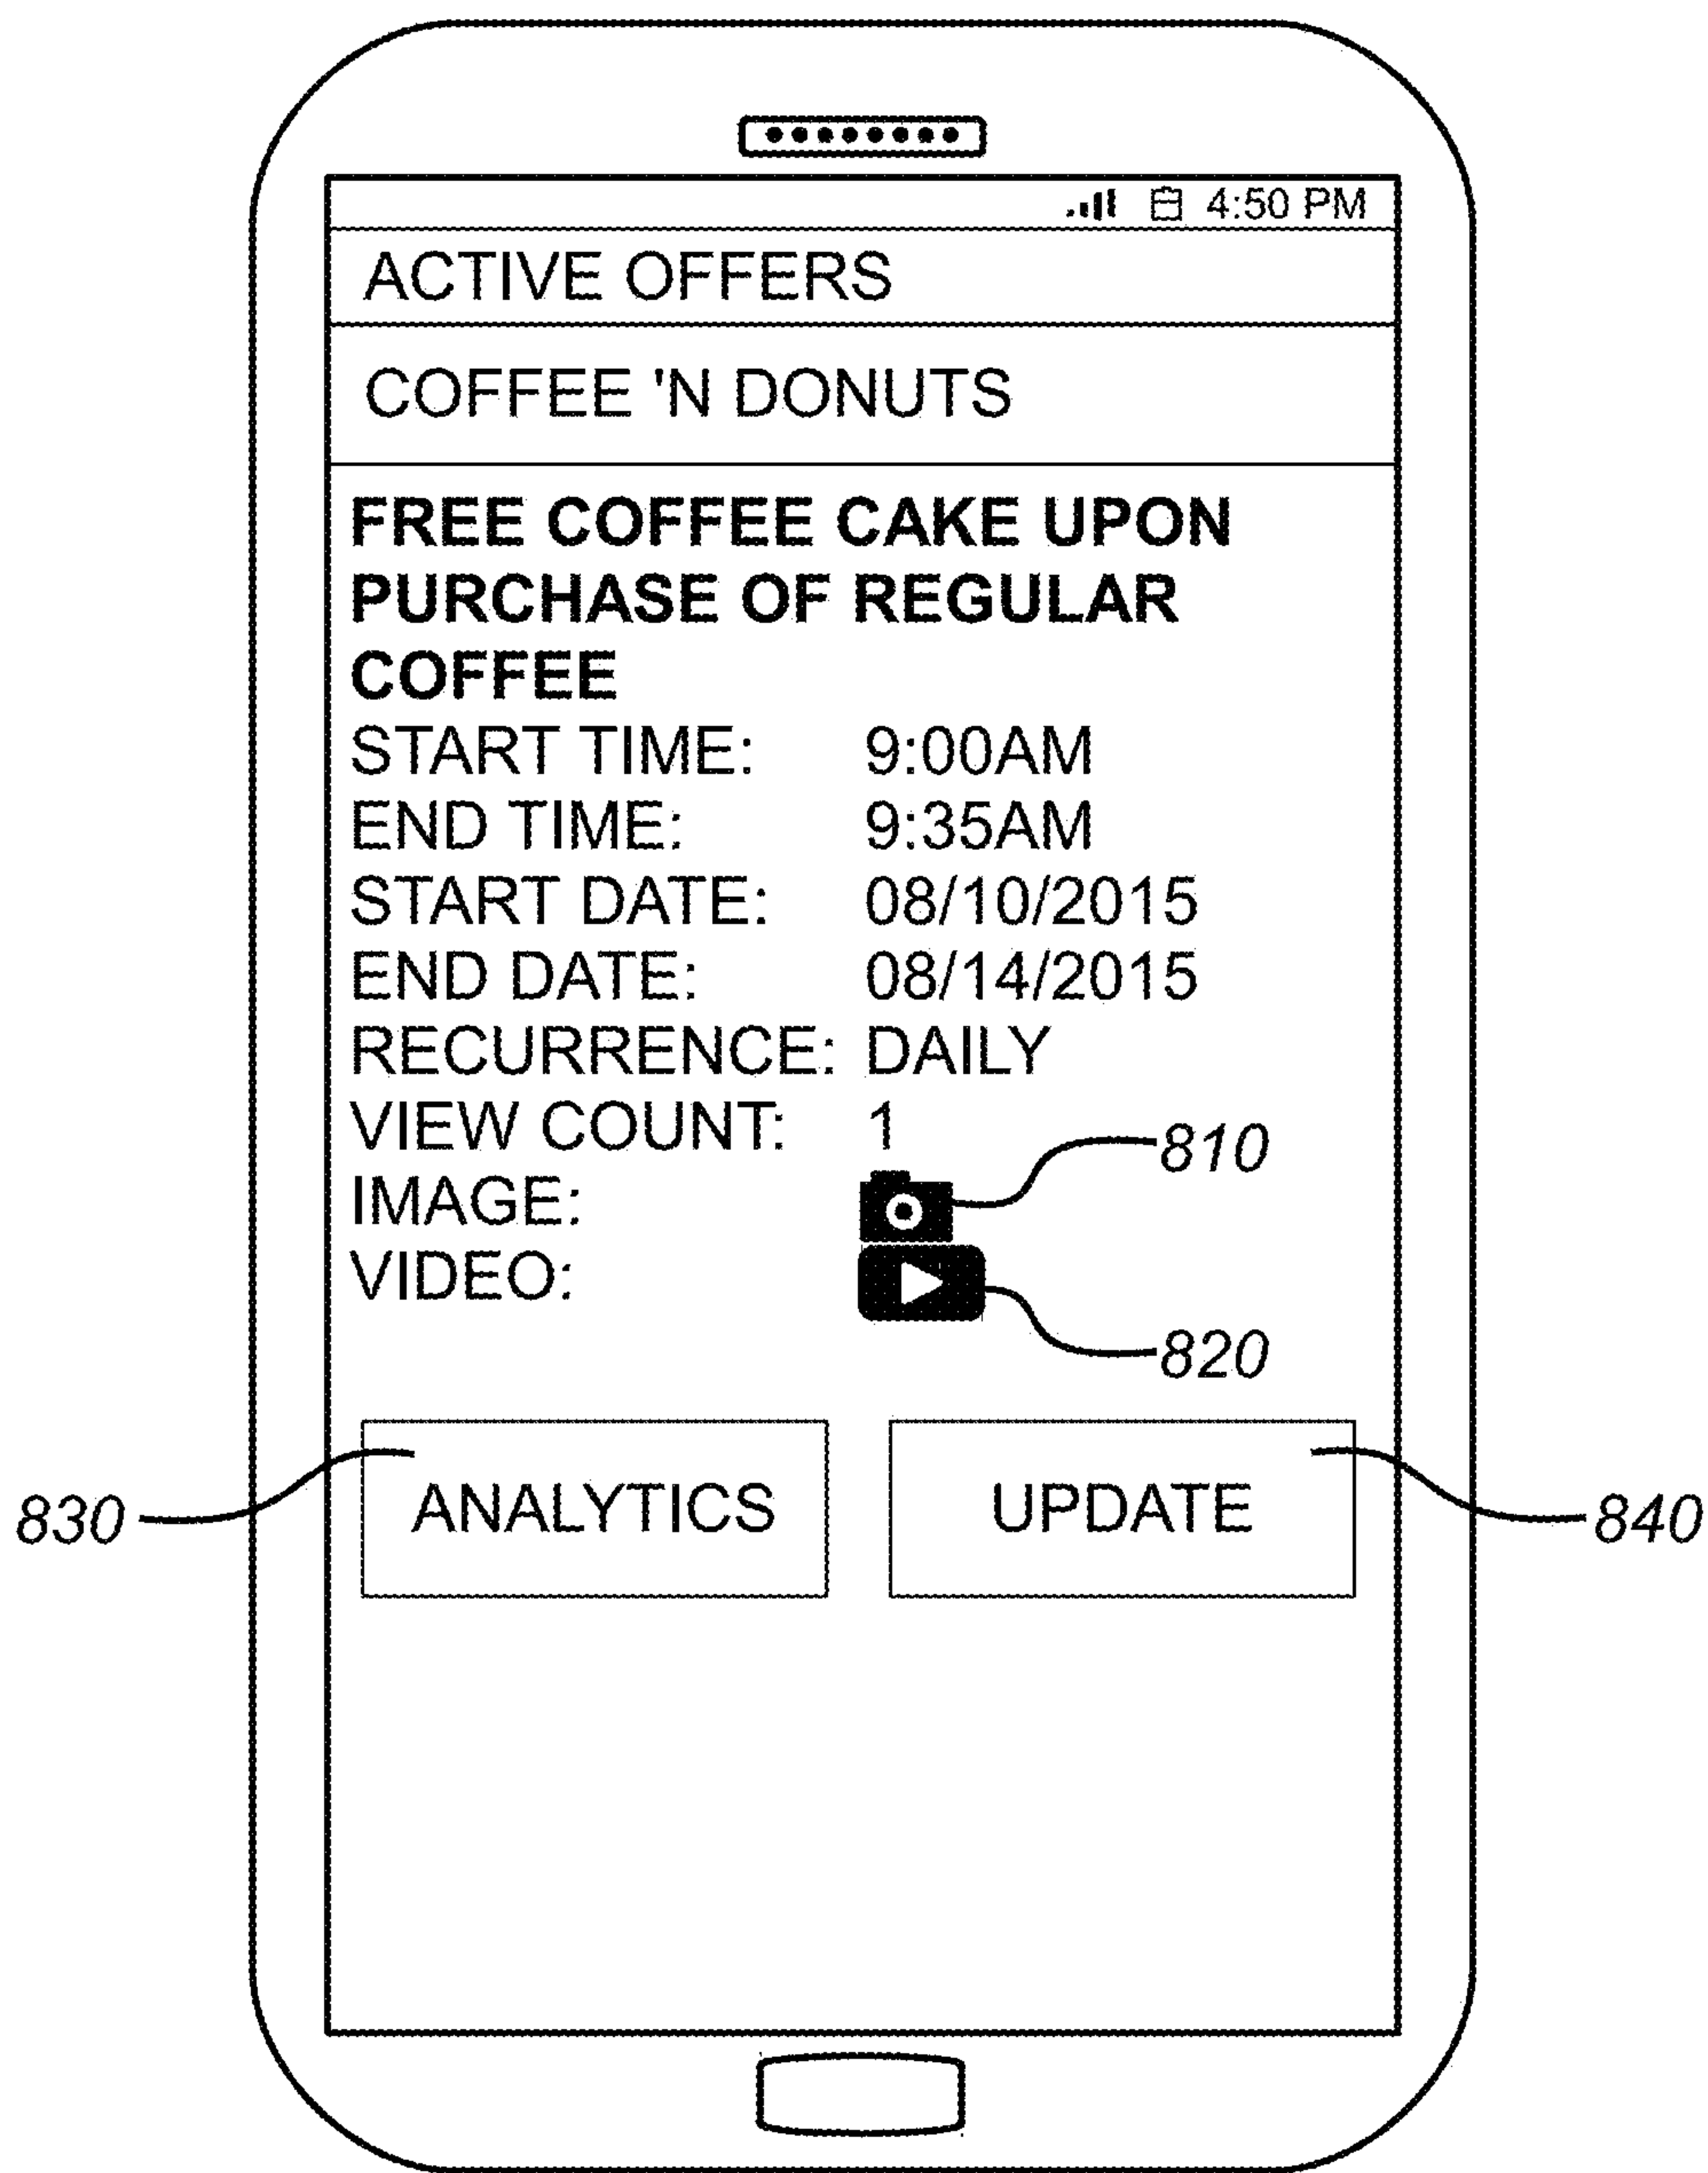 4:50 PM
ACTIVE OFFERS
COFFEE 'N DONUTS
FREE COFFEE CAKE UPON
PURCHASE OF REGULAR
COFFEE
START TIME: 9:00AM
END TIME: 9:35AM
START DATE: 08/10/2015
END DATE: 08/14/2015
RECURRENCE: DAILY
VIEW COUNT: 1
810
IMAGE:
VIDEO:
820
830 ANALYTICS UPDATE 840